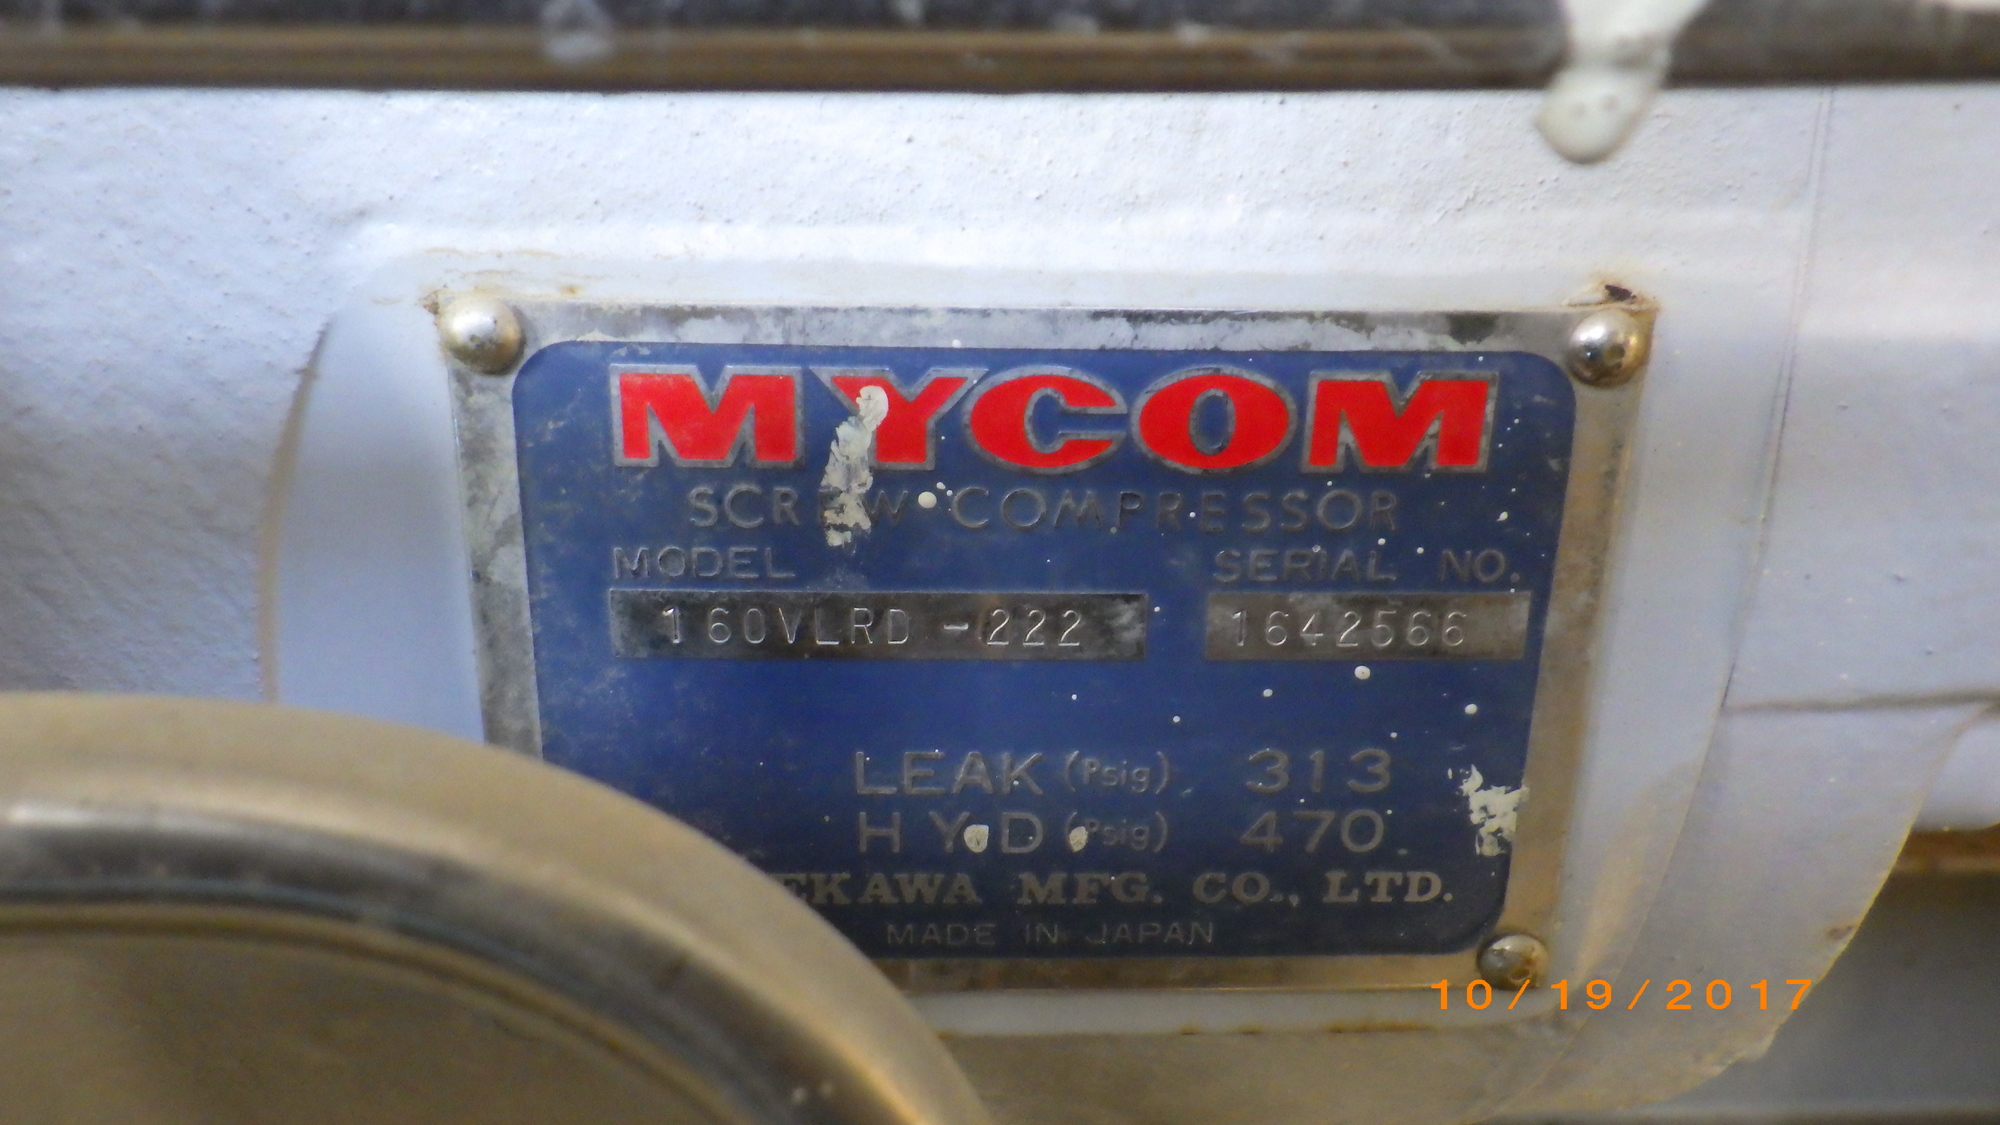 MYCOM
SCREW COMPRESSOR
MODEL SERIAL NO.
160VLRD-222 1642566
LEAK (Psig) 313
HYD (Psig) 470
EKAWA MFG. CO., LTD.
MADE IN JAPAN
10/19/2017